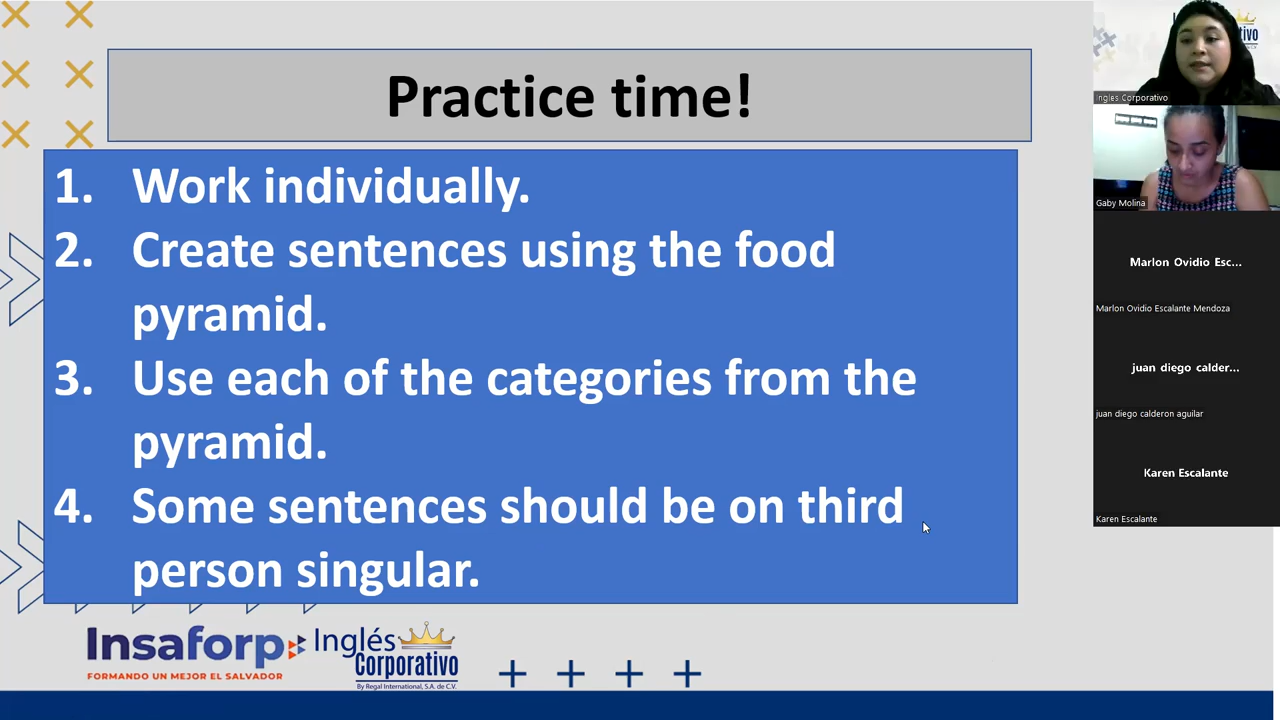 Practice time!
1. Work individually.
2. Create sentences using the food
pyramid.
3. Use each of the categories from the
pyramid.
4. Some sentences should be on third
person singular.
Insaforp
FORMANDO UN MEJOR EL SALVADOR
Inglés
Corporativo
By Regal International, S.A. de C.V.
Inglés Corporativo
Gaby Molina
Marlon Ovidio Esc...
Marlon Ovidio Escalante Mendoza
juan diego calder...
juan diego calderon aguilar
Karen Escalante
Karen Escalante